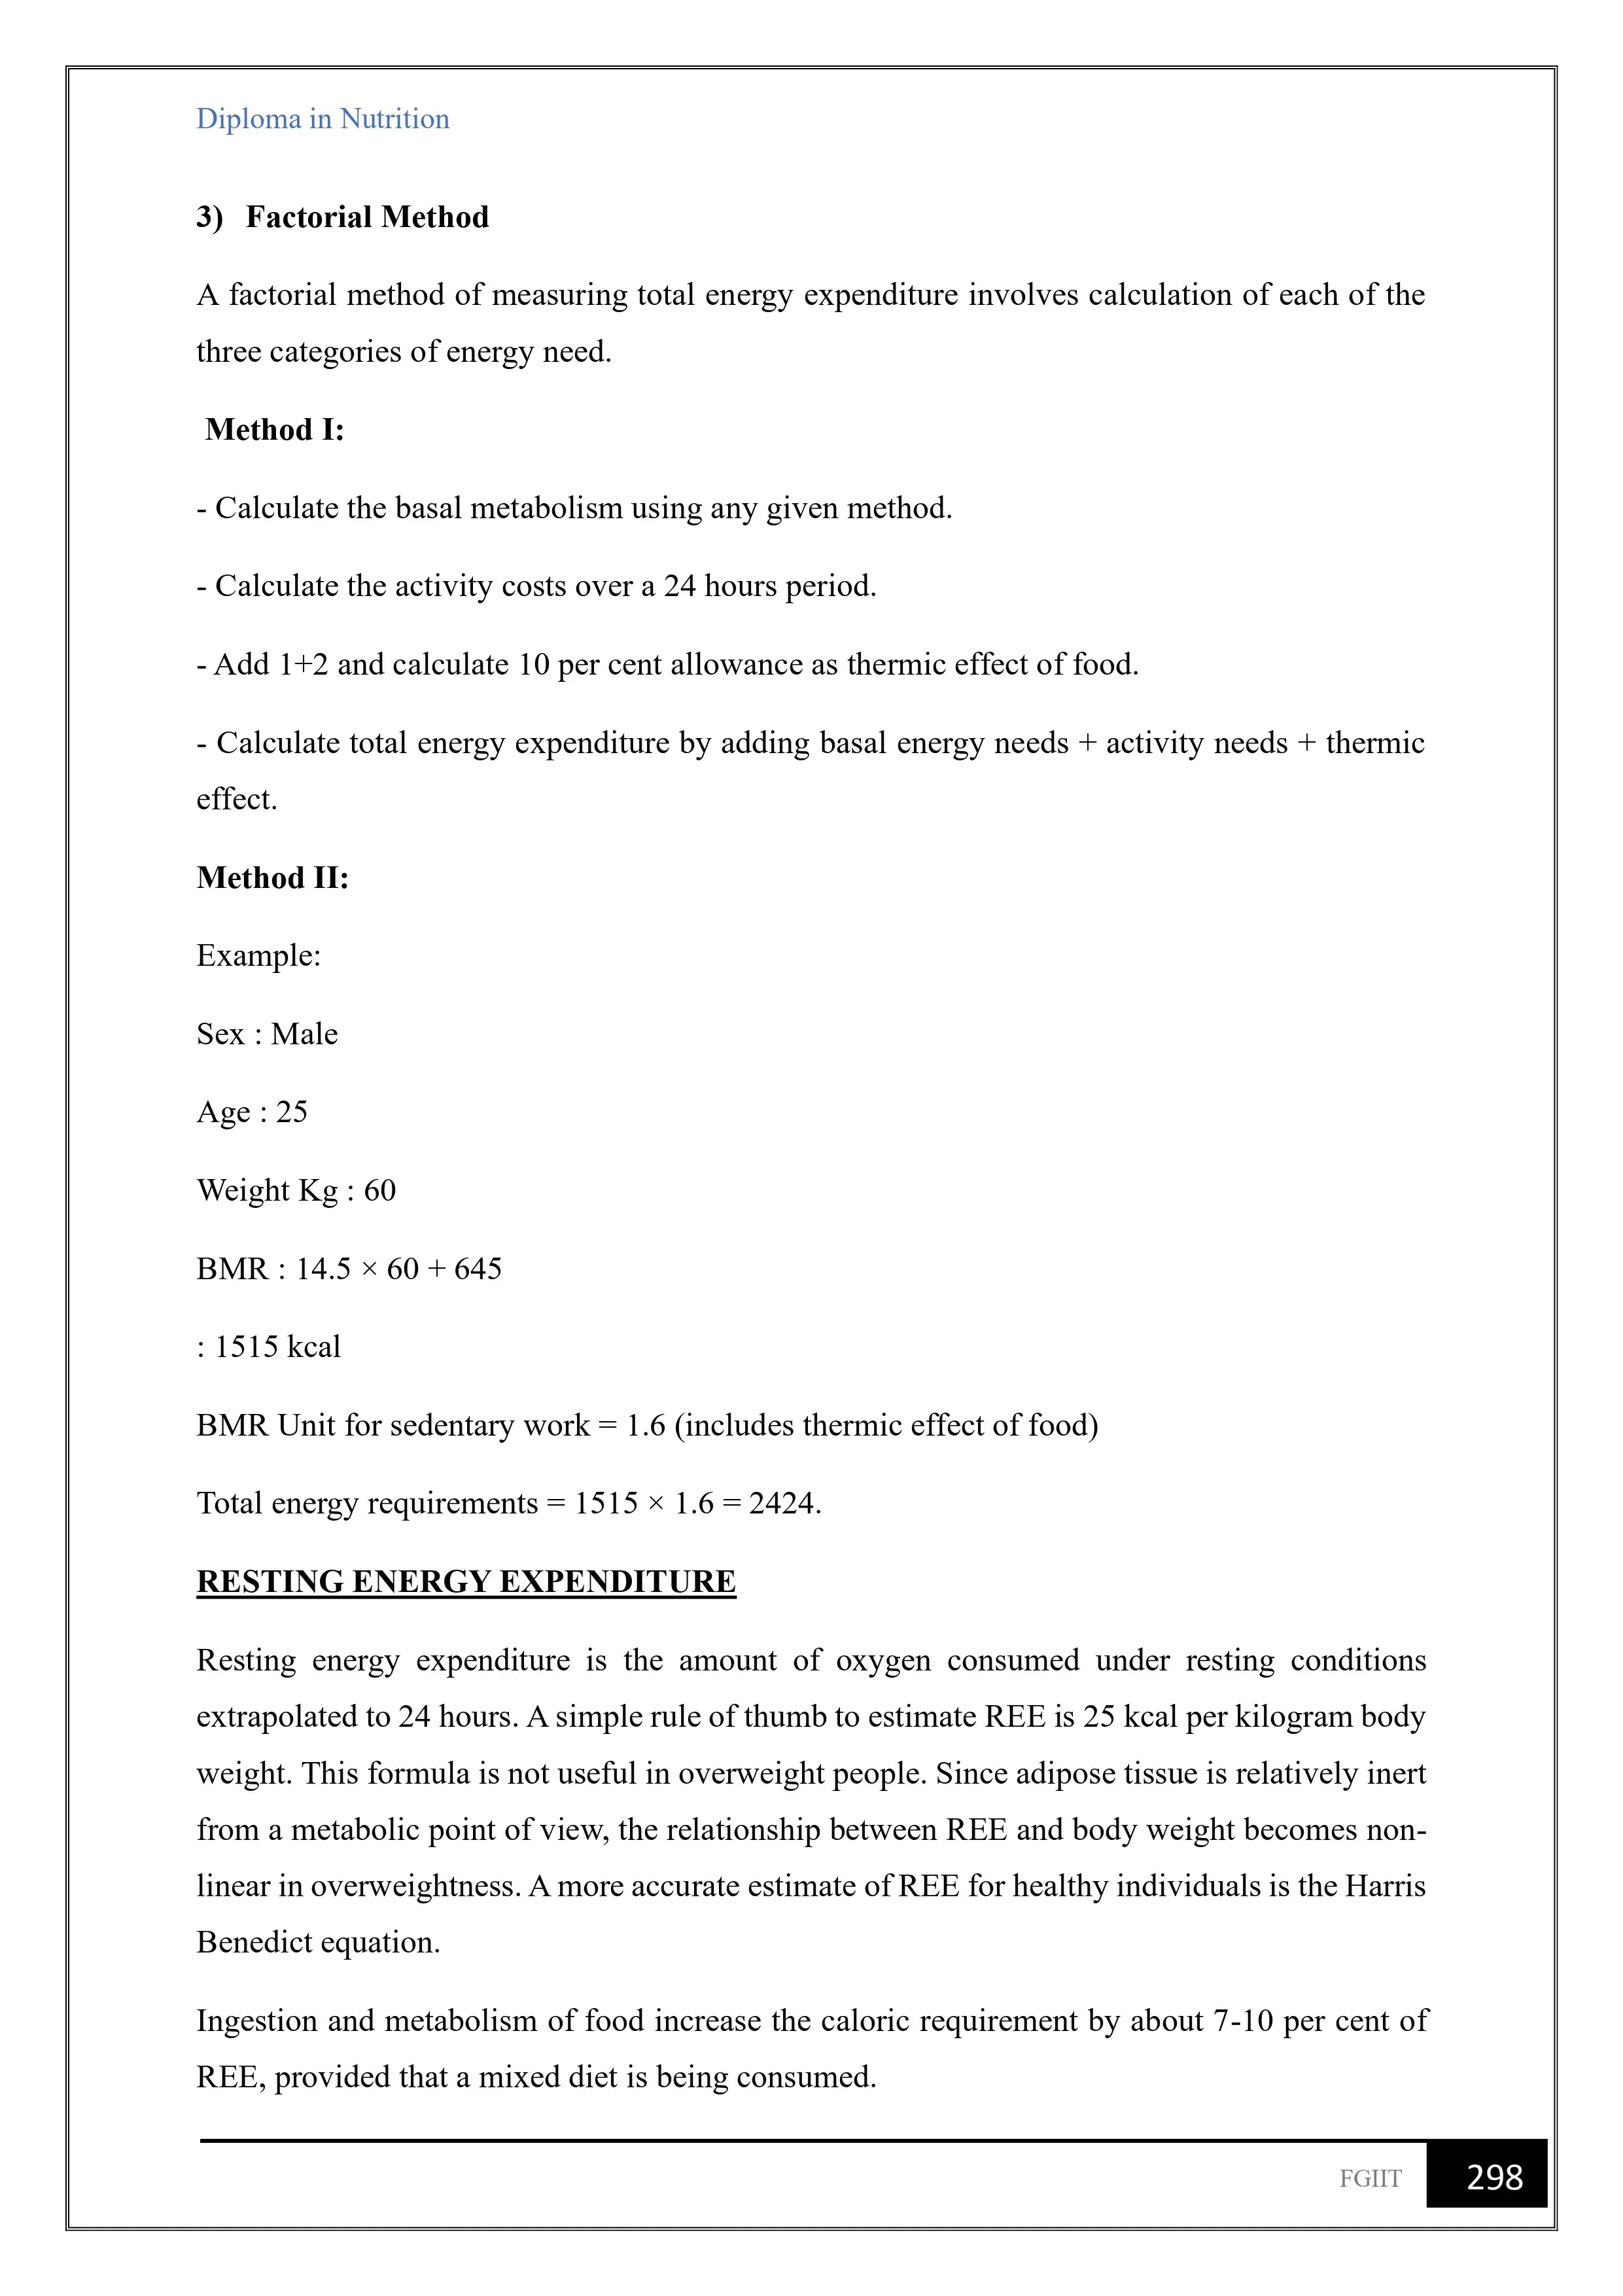 Diploma in Nutrition
3) Factorial Method
A factorial method of measuring total energy expenditure involves calculation of each of the
three categories of energy need.
Method I:
- Calculate the basal metabolism using any given method.
- Calculate the activity costs over a 24 hours period.
- Add 1+2 and calculate 10 per cent allowance as thermic effect of food.
- Calculate total energy expenditure by adding basal energy needs + activity needs + thermic
effect.
Method II:
Example:
Sex : Male
Age : 25
Weight Kg : 60
BMR : 14.5 × 60 + 645
: 1515 kcal
BMR Unit for sedentary work = 1.6 (includes thermic effect of food)
Total energy requirements = 1515 × 1.6 = 2424.
RESTING ENERGY EXPENDITURE
Resting energy expenditure is the amount of oxygen consumed under resting conditions
extrapolated to 24 hours. A simple rule of thumb to estimate REE is 25 kcal per kilogram body
weight. This formula is not useful in overweight people. Since adipose tissue is relatively inert
from a metabolic point of view, the relationship between REE and body weight becomes non-
linear in overweightness. A more accurate estimate of REE for healthy individuals is the Harris
Benedict equation.
Ingestion and metabolism of food increase the caloric requirement by about 7-10 per cent of
REE, provided that a mixed diet is being consumed.
FGIIT 298